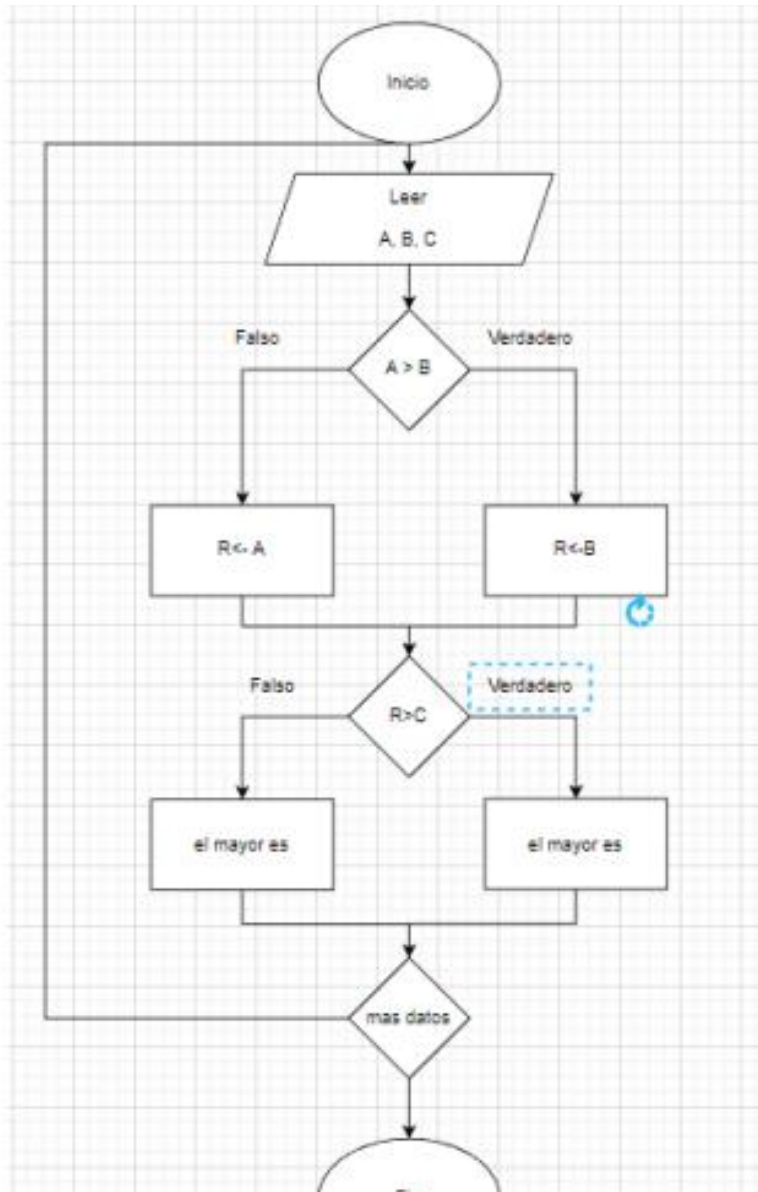 Inicio
Leer
A, B, C
Falso
Verdadero
A > B
R<- A
R<-B
Falso
Verdadero
R>C
el mayor es
el mayor es
mas datos